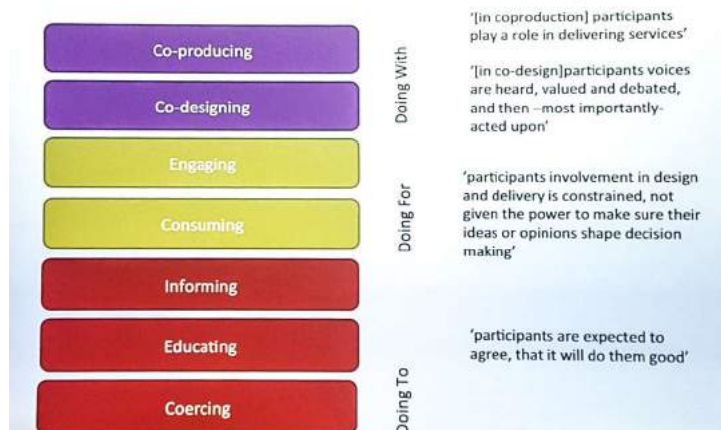 Co-producing
Co-designing
Engaging
Consuming
Informing
Educating
Coercing
Doing With
Doing For
Doing To
'[in coproduction] participants
play a role in delivering services'
'[in co-design]participants voices
are heard, valued and debated,
and then –most importantly-
acted upon'
'participants involvement in design
and delivery is constrained, not
given the power to make sure their
ideas or opinions shape decision
making'
'participants are expected to
agree, that it will do them good'